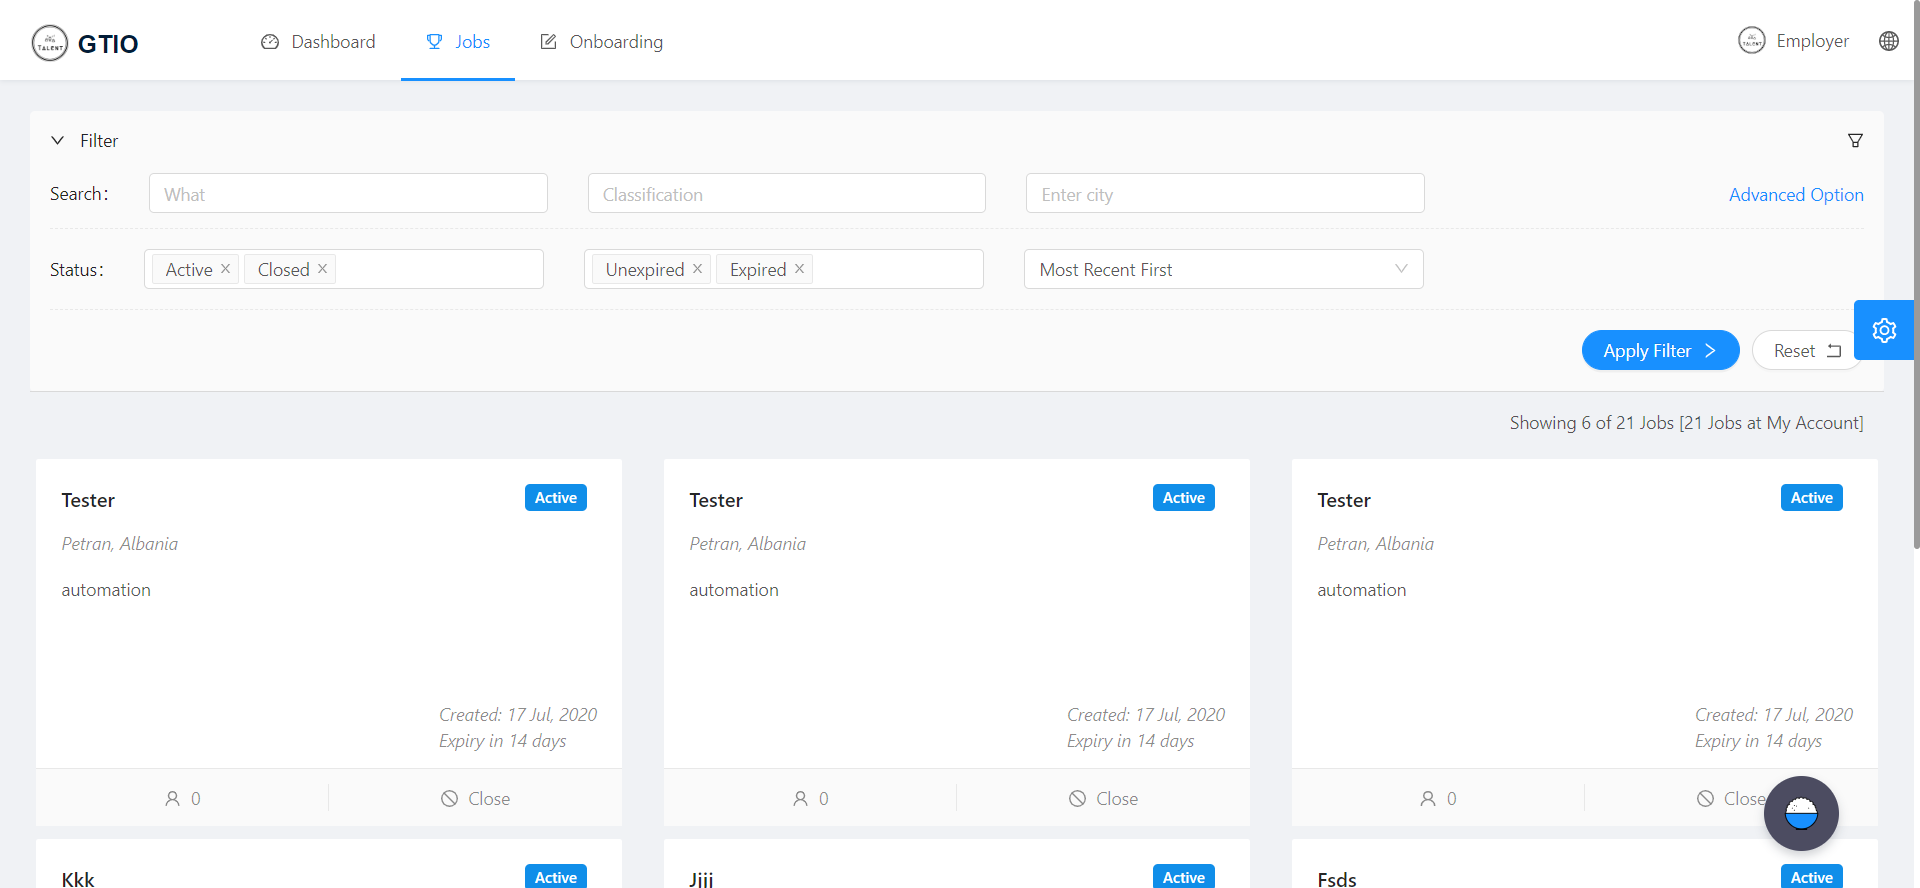 TALENT GTIO Dashboard Jobs Onboarding TALENT Employer
Filter
Search: What Classification Enter city Advanced Option
Status: Active Closed Unexpired Expired Most Recent First
Apply Filter Reset
Showing 6 of 21 Jobs [21 Jobs at My Account]
Tester Active
Petran, Albania
automation
Created: 17 Jul, 2020
Expiry in 14 days
0 Close
Tester Active
Petran, Albania
automation
Created: 17 Jul, 2020
Expiry in 14 days
0 Close
Tester Active
Petran, Albania
automation
Created: 17 Jul, 2020
Expiry in 14 days
0 Close
Kkk Active
Jjjj Active
Fsds Active